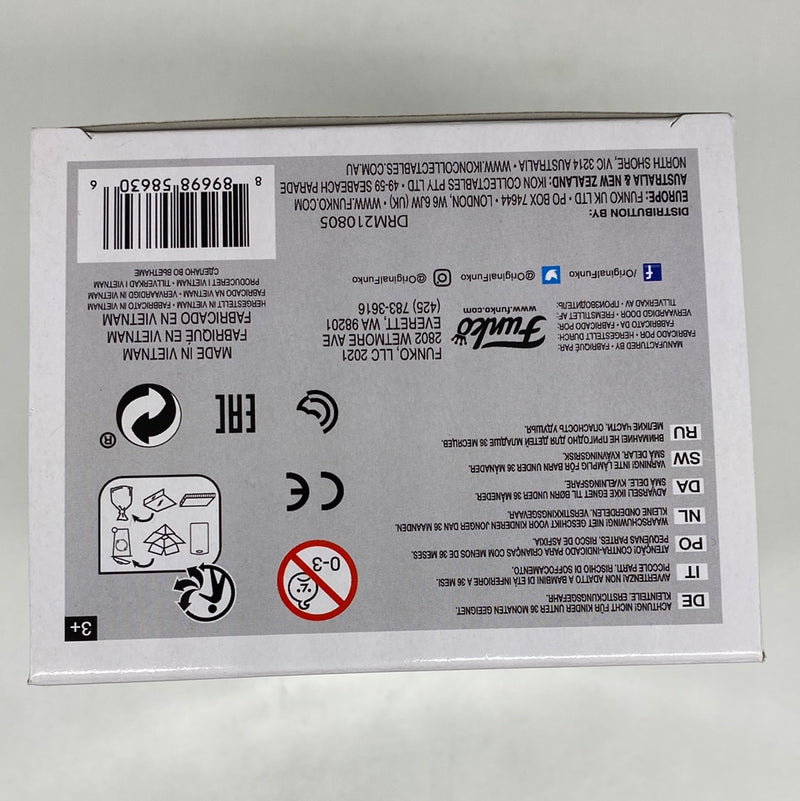 3+
DE ACHTUNG! NICHT FÜR KINDER UNTER 36 MONATEN GEEIGNET.
KLEINTEILE. ERSTICKUNGSGEFAHR.
IT AVVERTENZA! NON ADATTO A BAMBINI DI ETÀ INFERIORE A 36 MESI.
PICCOLE PARTI. RISCHIO DI SOFFOCAMENTO.
PO ATENÇÃO! CONTRA-INDICADO PARA CRIANÇAS COM MENOS DE 36 MESES.
PEQUENAS PARTES. RISCO DE ASFIXIA.
NL WAARSCHUWING! NIET GESCHIKT VOOR KINDEREN JONGER DAN 36 MAANDEN.
KLEINE ONDERDELEN. VERSTIKKINGSGEVAAR.
DA ADVARSEL! IKKE EGNET TIL BØRN UNDER 36 MÅNEDER.
SMÅ DELE. KVÆLNINGSFARE.
SW VARNING! INTE LÄMPLIG FÖR BARN UNDER 36 MÅNADER.
SMÅ DELAR. KVÄVNINGSRISK.
RU ВНИМАНИЕ! НЕ ПРИГОДНО ДЛЯ ДЕТЕЙ МЛАДШЕ 36 МЕСЯЦЕВ.
МЕЛКИЕ ЧАСТИ. ОПАСНОСТЬ УДУШЬЯ.
0-3
CE
EAC
®
MANUFACTURED BY • FABRIQUÉ PAR:
FABRICADO POR • HERGESTELLT DURCH:
FABBRICATO DA • FABRICADO POR:
VERVAARDIGD DOOR • FREMSTILLET AF:
TILLVERKAD AV • ПРОИЗВОДИТЕЛЬ:
Funko
www.funko.com
FUNKO, LLC 2021
2802 WETMORE AVE
EVERETT, WA 98201
(425) 783-3616
MADE IN VIETNAM
FABRIQUÉ EN VIETNAM
FABRICADO EN VIETNAM
HERGESTELLT IN VIETNAM • FABBRICATO IN VIETNAM
FABRICADO NA VIETNAM • VERVAARDIGD IN VIETNAM
PRODUCERET I VIETNAM • TILLVERKAD I VIETNAM
СДЕЛАНО ВО ВЬЕТНАМЕ
f /OriginalFunko @OriginalFunko @OriginalFunko
DISTRIBUTION BY: DRM210805
EUROPE: FUNKO UK LTD • PO BOX 74644 • LONDON, W6 6JW (UK) • WWW.FUNKO.COM
AUSTRALIA & NEW ZEALAND: IKON COLLECTABLES PTY LTD • 49-59 SEABEACH PARADE
NORTH SHORE, VIC 3214 AUSTRALIA • WWW.IKONCOLLECTABLES.COM.AU
8 89698 58630 6